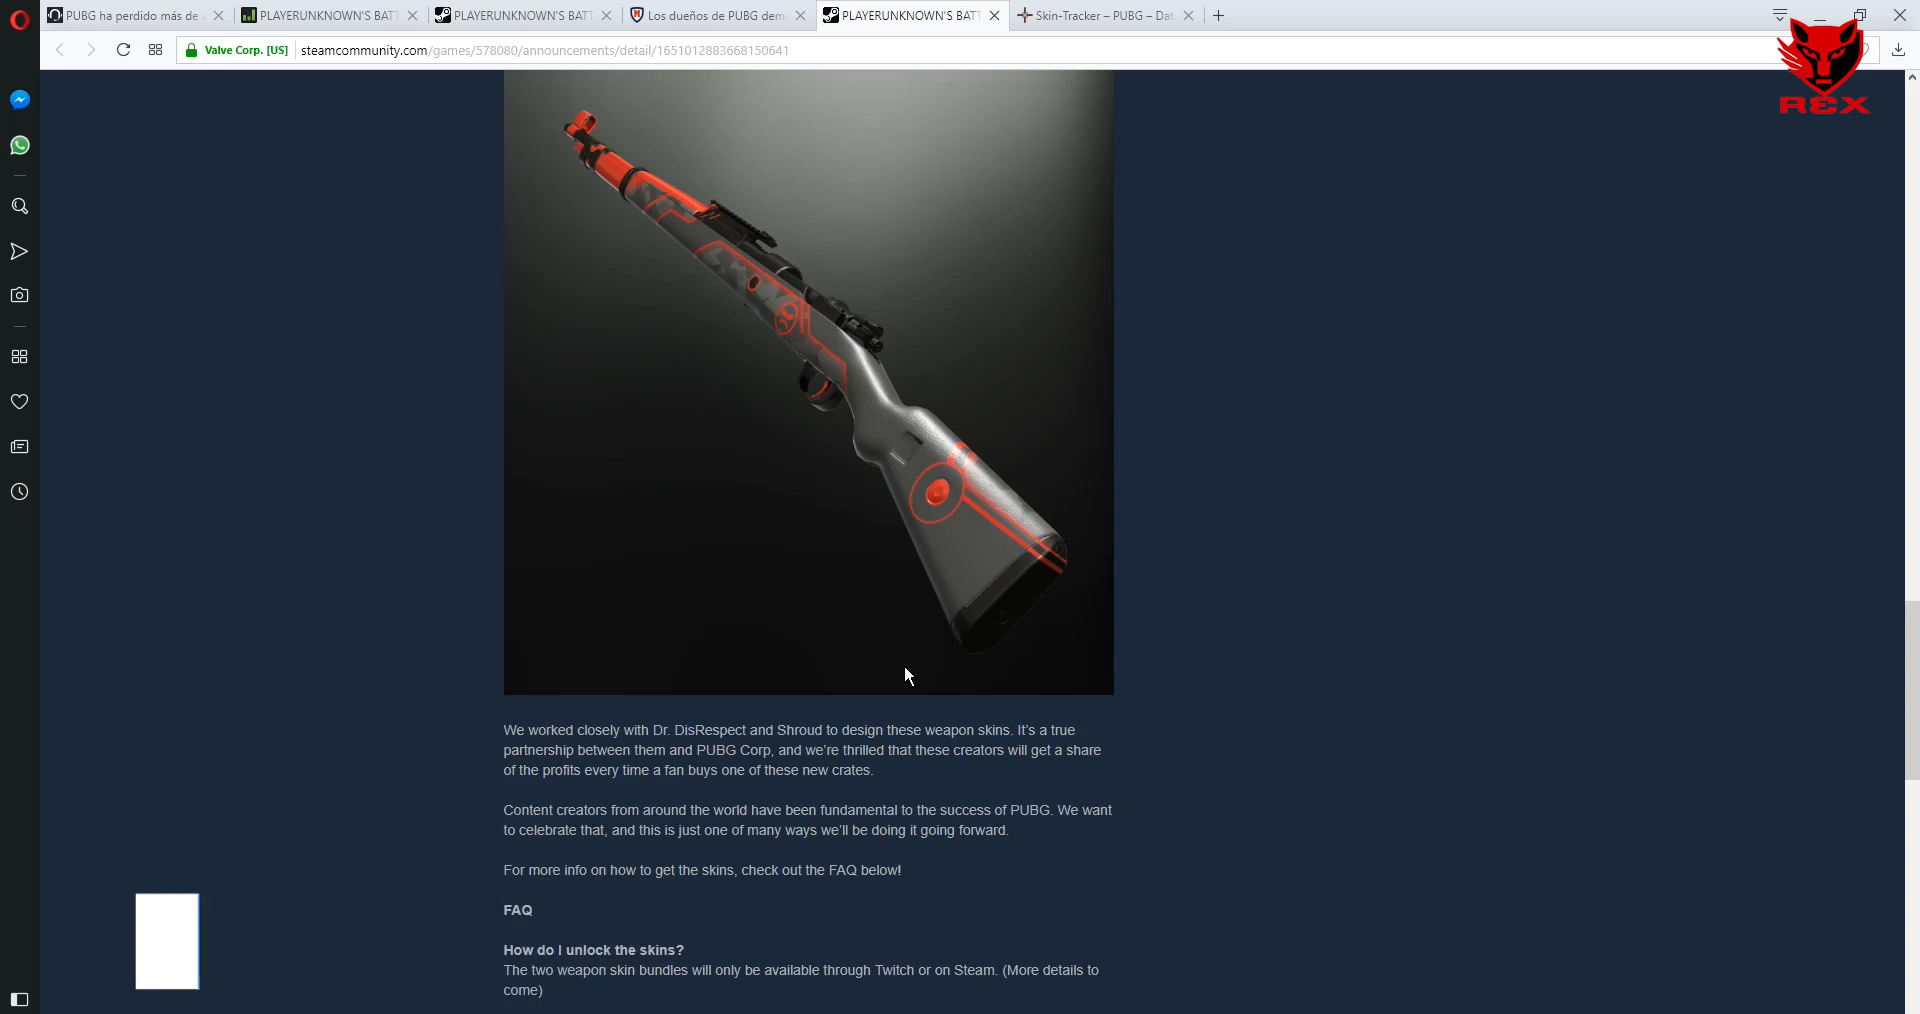 PUBG ha perdido más de
PLAYERUNKNOWN'S BATT
PLAYERUNKNOWN'S BATT
Los dueños de PUBG dem
PLAYERUNKNOWN'S BATT
Skin-Tracker – PUBG – Dat
Valve Corp. [US]
steamcommunity.com/games/578080/announcements/detail/1651012883668150641
REX
We worked closely with Dr. DisRespect and Shroud to design these weapon skins. It's a true
partnership between them and PUBG Corp, and we're thrilled that these creators will get a share
of the profits every time a fan buys one of these new crates.
Content creators from around the world have been fundamental to the success of PUBG. We want
to celebrate that, and this is just one of many ways we'll be doing it going forward.
For more info on how to get the skins, check out the FAQ below!
FAQ
How do I unlock the skins?
The two weapon skin bundles will only be available through Twitch or on Steam. (More details to
come)